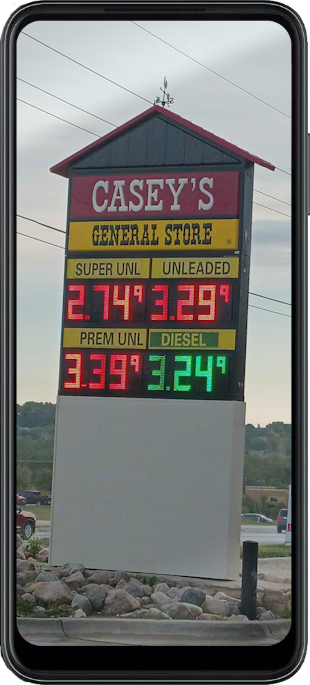 CASEY'S
GENERAL STORE
SUPER UNL UNLEADED
2.74⁹ 3.29⁹
PREM UNL DIESEL
3.39⁹ 3.24⁹